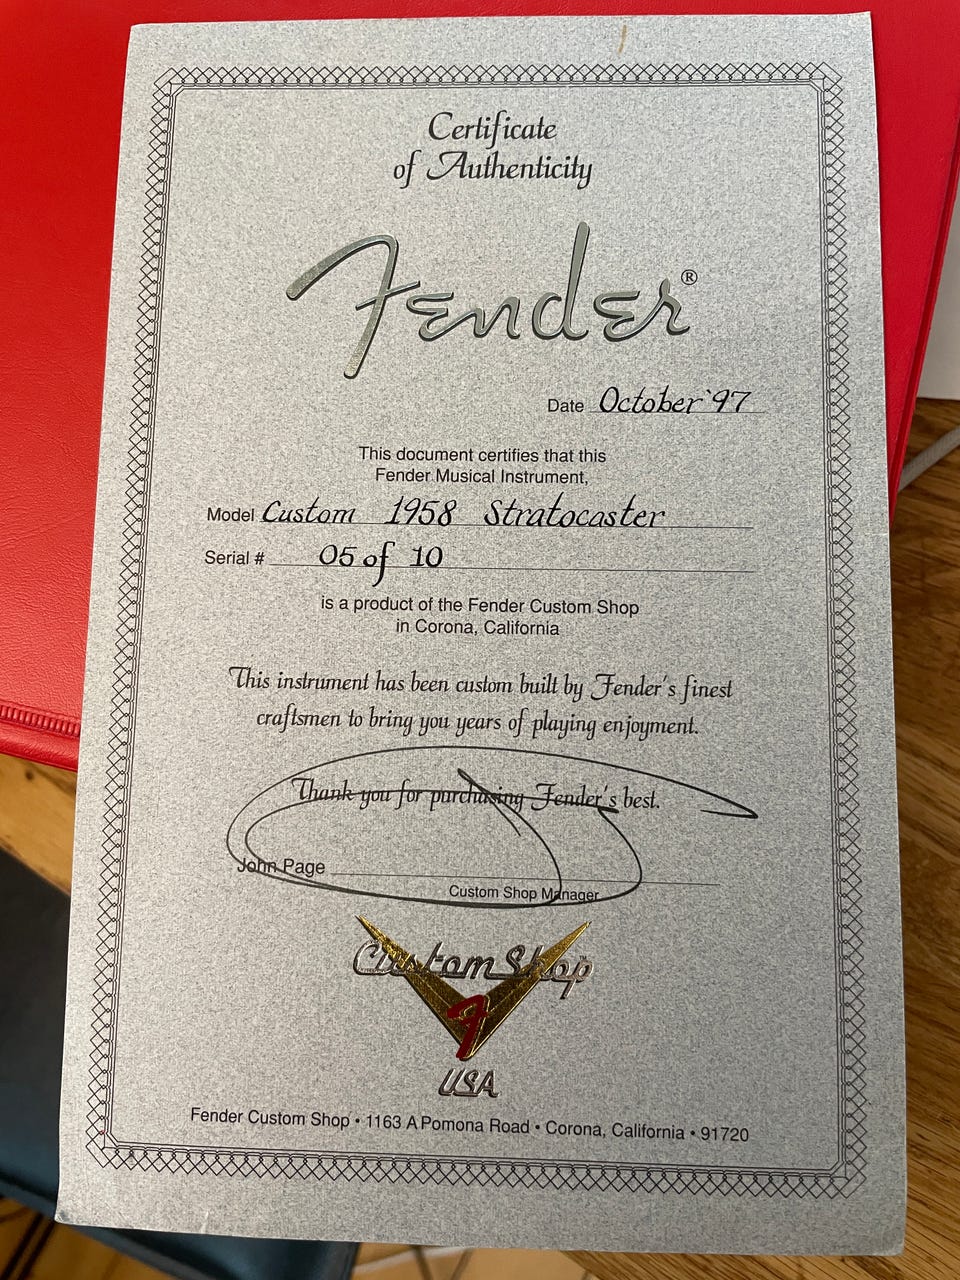 Certificate
of Authenticity
Fender®
Date October '97
This document certifies that this
Fender Musical Instrument,
Model Custom 1958 Stratocaster
Serial # 05 of 10
is a product of the Fender Custom Shop
in Corona, California
This instrument has been custom built by Fender's finest
craftsmen to bring you years of playing enjoyment.
Thank you for purchasing Fender's best.
John Page
Custom Shop Manager
Custom Shop
F
USA
Fender Custom Shop • 1163 A Pomona Road • Corona, California • 91720